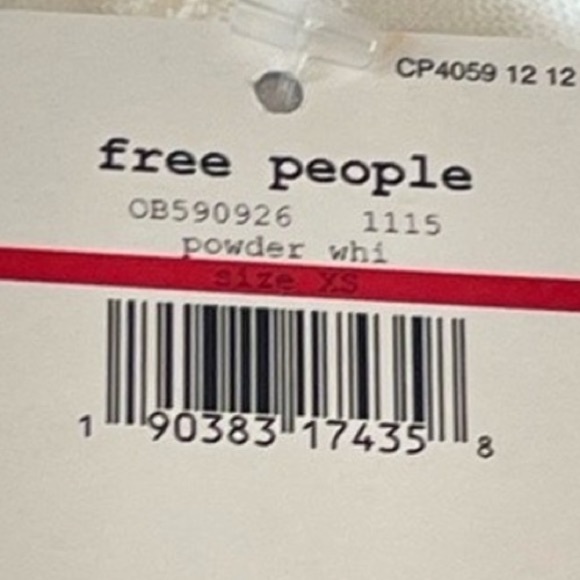 CP4059 12 12
free people
OB590926 1115
powder whi
size XS
1 90383 17435 8